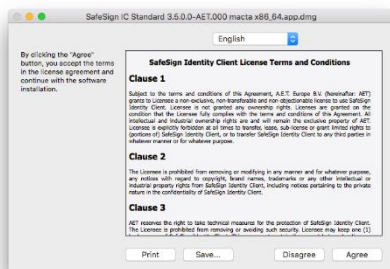 SafeSign IC Standard 3.5.0.0-AET.000 macta x86_64.app.dmg
English
By clicking the "Agree"
button, you accept the terms
in the license agreement and
continue with the software
installation.
SafeSign Identity Client License Terms and Conditions
Clause 1
Subject to the terms and conditions of this Agreement, A.E.T. Europe B.V. (hereinafter: AET)
grants to Licensee a non-exclusive, non-transferable and non-objectionable license to use SafeSign
Identity Client. Licensee is not granted any ownership rights. Licenses are granted on the
condition that the Licensee fully complies with the terms and conditions of this Agreement. All
intellectual and industrial ownership rights are and will remain the exclusive property of AET.
Licensee is explicitly forbidden at all times to transfer, lease, sub-license or grant limited rights to
(portions of) SafeSign Identity Client, or to transfer SafeSign Identity Client to any third parties in
whatever manner or for whatever purpose.
Clause 2
The Licensee is prohibited from removing or modifying in any manner and for whatever purpose,
any notices with regard to copyright, brand names, trademarks or any other intellectual or
industrial property rights from SafeSign Identity Client, including notices pertaining to the private
nature in the confidentiality of SafeSign Identity Client.
Clause 3
AET reserves the right to take technical measures for the protection of SafeSign Identity Client.
The Licensee is prohibited from removing or avoiding such security. Licensee may keep one (1)
Print
Save...
Disagree
Agree